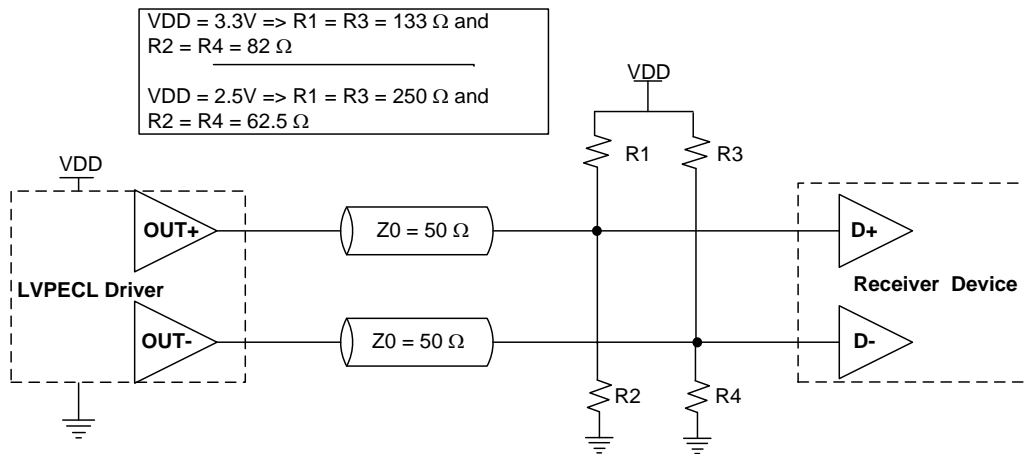 VDD = 3.3V => R1 = R3 = 133 Ω and
R2 = R4 = 82 Ω
VDD = 2.5V => R1 = R3 = 250 Ω and
R2 = R4 = 62.5 Ω
VDD
VDD
R1
R3
OUT+
Z0 = 50 Ω
D+
LVPECL Driver
Receiver Device
OUT-
Z0 = 50 Ω
D-
R2
R4